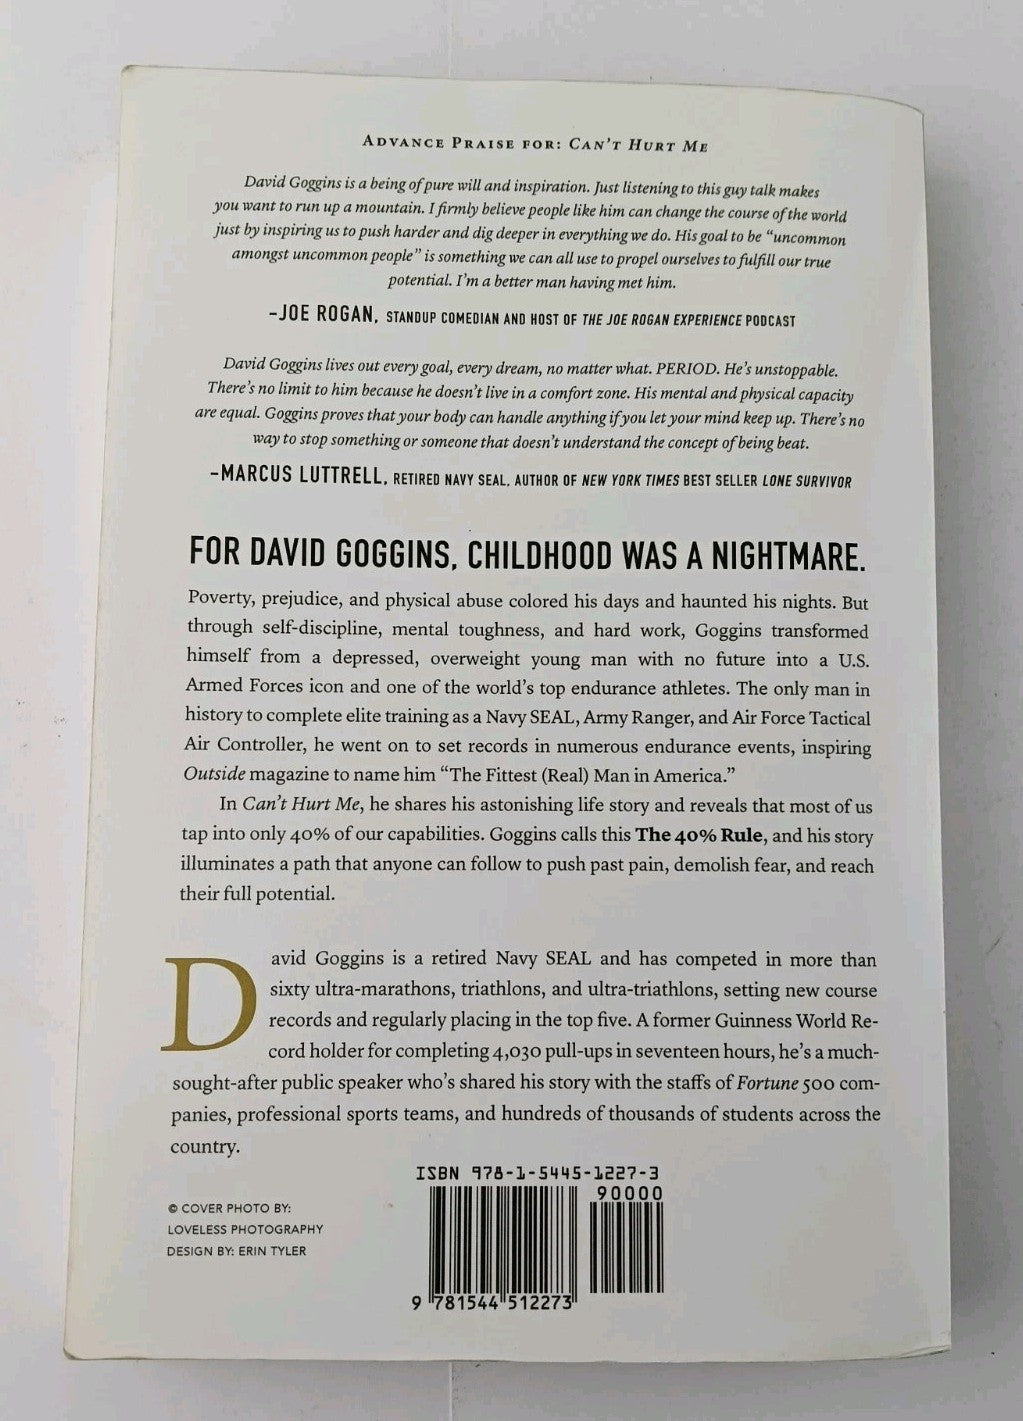 ADVANCE PRAISE FOR: CAN'T HURT ME
David Goggins is a being of pure will and inspiration. Just listening to this guy talk makes
you want to run up a mountain. I firmly believe people like him can change the course of the world
just by inspiring us to push harder and dig deeper in everything we do. His goal to be "uncommon
amongst uncommon people" is something we can all use to propel ourselves to fulfill our true
potential. I'm a better man having met him.
–JOE ROGAN, STANDUP COMEDIAN AND HOST OF THE JOE ROGAN EXPERIENCE PODCAST
David Goggins lives out every goal, every dream, no matter what. PERIOD. He's unstoppable.
There's no limit to him because he doesn't live in a comfort zone. His mental and physical capacity
are equal. Goggins proves that your body can handle anything if you let your mind keep up. There's no
way to stop something or someone that doesn't understand the concept of being beat.
–MARCUS LUTTRELL, RETIRED NAVY SEAL, AUTHOR OF NEW YORK TIMES BEST SELLER LONE SURVIVOR
FOR DAVID GOGGINS, CHILDHOOD WAS A NIGHTMARE.
Poverty, prejudice, and physical abuse colored his days and haunted his nights. But
through self-discipline, mental toughness, and hard work, Goggins transformed
himself from a depressed, overweight young man with no future into a U.S.
Armed Forces icon and one of the world's top endurance athletes. The only man in
history to complete elite training as a Navy SEAL, Army Ranger, and Air Force Tactical
Air Controller, he went on to set records in numerous endurance events, inspiring
Outside magazine to name him "The Fittest (Real) Man in America."
In Can't Hurt Me, he shares his astonishing life story and reveals that most of us
tap into only 40% of our capabilities. Goggins calls this The 40% Rule, and his story
illuminates a path that anyone can follow to push past pain, demolish fear, and reach
their full potential.
David Goggins is a retired Navy SEAL and has competed in more than
sixty ultra-marathons, triathlons, and ultra-triathlons, setting new course
records and regularly placing in the top five. A former Guinness World Re-
cord holder for completing 4,030 pull-ups in seventeen hours, he's a much-
sought-after public speaker who's shared his story with the staffs of Fortune 500 com-
panies, professional sports teams, and hundreds of thousands of students across the
country.
ISBN 978-1-5445-1227-3
90000
© COVER PHOTO BY:
LOVELESS PHOTOGRAPHY
DESIGN BY: ERIN TYLER
9 781544 512273